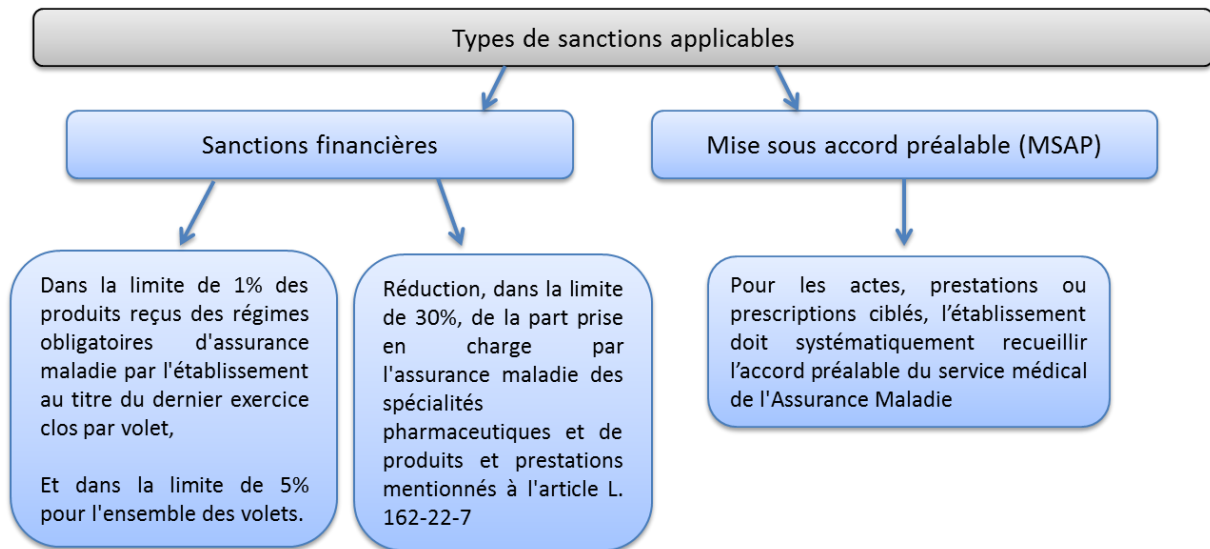 Types de sanctions applicables
Sanctions financières
Mise sous accord préalable (MSAP)
Dans la limite de 1% des
produits reçus des régimes
obligatoires d'assurance
maladie par l'établissement
au titre du dernier exercice
clos par volet,
Et dans la limite de 5%
pour l'ensemble des volets.
Réduction, dans la limite
de 30%, de la part prise
en charge par
l'assurance maladie des
spécialités
pharmaceutiques et de
produits et prestations
mentionnés à l'article L.
162-22-7
Pour les actes, prestations ou
prescriptions ciblés, l’établissement
doit systématiquement recueillir
l’accord préalable du service médical
de l'Assurance Maladie